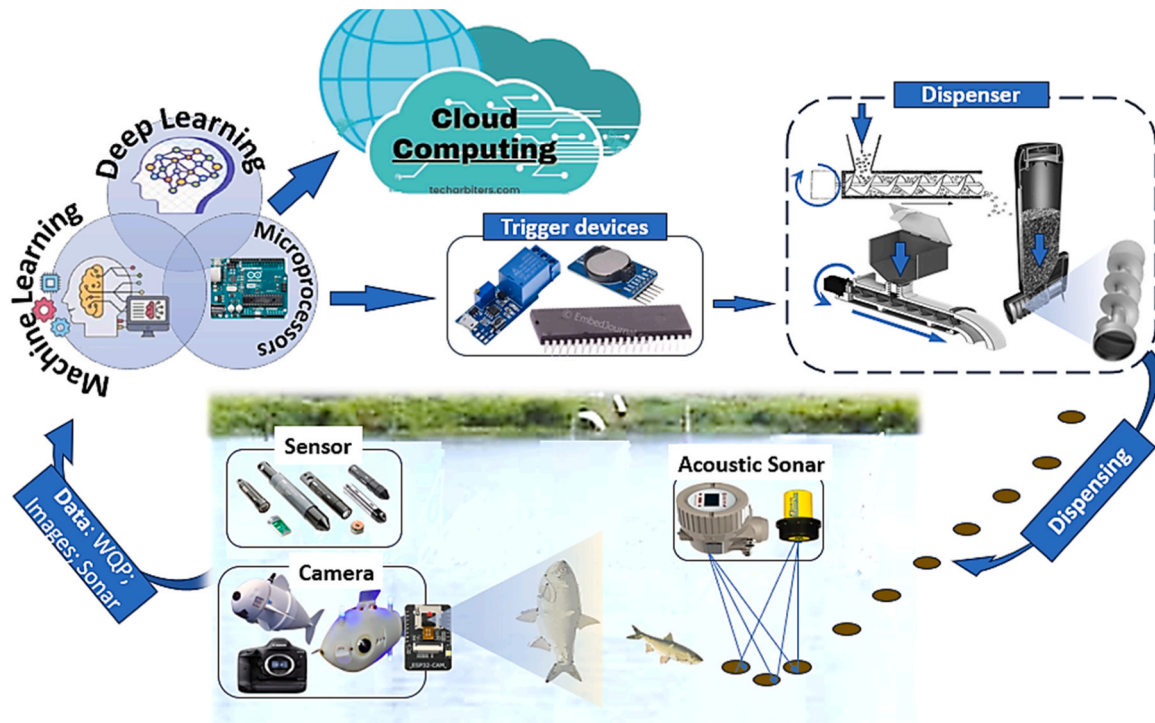 Deep Learning
Machine Learning
Microprocessors
Cloud
Computing
techarbiters.com
Trigger devices
© EmbedJournal
Dispenser
Dispensing
Sensor
Camera
ESP32-CAM
Acoustic Sonar
Data: WQP;
Images; Sonar